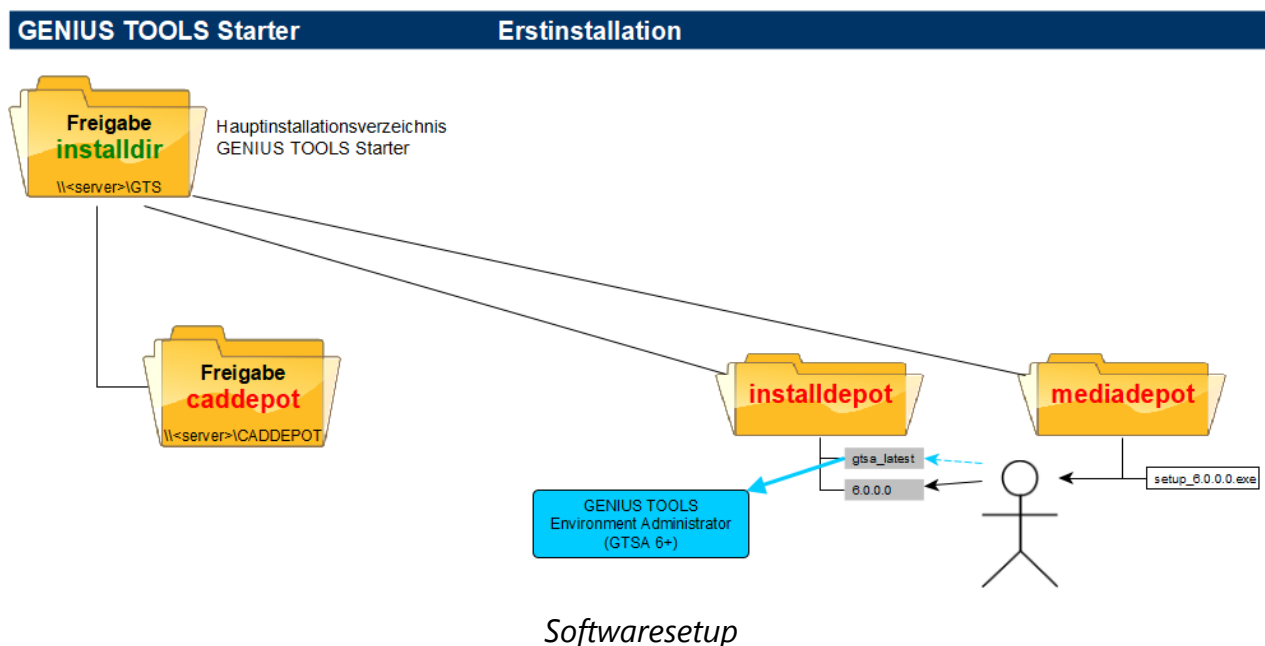 GENIUS TOOLS Starter Erstinstallation
Freigabe
installdir
\\<server>\GTS
Hauptinstallationsverzeichnis
GENIUS TOOLS Starter
Freigabe
caddepot
\\<server>\CADDEPOT
installdepot
mediadepot
gtsa_latest
6.0.0.0
setup_6.0.0.0.exe
GENIUS TOOLS
Environment Administrator
(GTSA 6+)
Softwaresetup